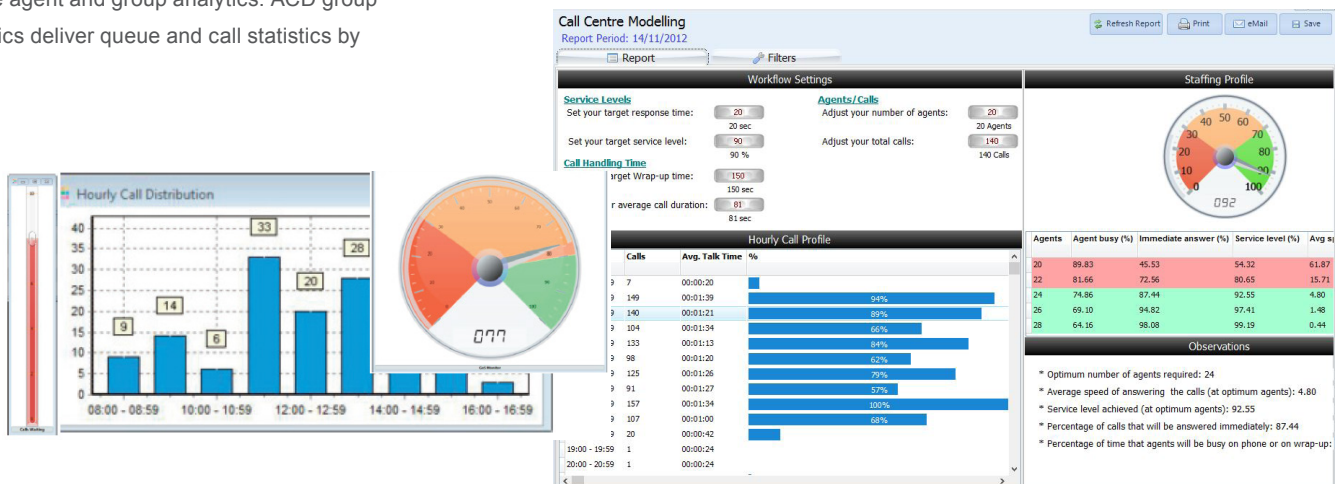 agent and group analytics. ACD group
deliver queue and call statistics by
Call Centre Modelling
Report Period: 14/11/2012
Refresh Report
Print
eMail
Save
Report
Filters
Workflow Settings
Service Levels
Set your target response time:
20
20 sec
Set your target service level:
90
90 %
Call Handling Time
Wrap-up time:
150
150 sec
average call duration:
81
81 sec
Agents/Calls
Adjust your number of agents:
20
20 Agents
Adjust your total calls:
140
140 Calls
Staffing Profile
0 10 20 30 40 50 60 70 80 90 100
092
Hourly Call Distribution
40
35
30
25
20
15
10
5
0
9
14
6
33
20
28
08:00 - 08:59 10:00 - 10:59 12:00 - 12:59 14:00 - 14:59 16:00 - 16:59
Calls Waiting
077
Hourly Call Profile
Calls Avg. Talk Time %
9 7 00:00:20
9 149 00:01:39 94%
9 140 00:01:21 89%
9 104 00:01:34 66%
9 133 00:01:13 84%
9 98 00:01:20 62%
9 125 00:01:26 79%
9 91 00:01:27 57%
9 157 00:01:34 100%
9 107 00:01:00 68%
9 20 00:00:42
19:00 - 19:59 1 00:00:24
20:00 - 20:59 1 00:00:24
Agents Agent busy (%) Immediate answer (%) Service level (%) Avg
20 89.83 45.53 54.32 61.87
22 81.66 72.56 80.65 15.71
24 74.86 87.44 92.55 4.80
26 69.10 94.82 97.41 1.48
28 64.16 98.08 99.19 0.44
Observations
* Optimum number of agents required: 24
* Average speed of answering the calls (at optimum agents): 4.80
* Service level achieved (at optimum agents): 92.55
* Percentage of calls that will be answered immediately: 87.44
* Percentage of time that agents will be busy on phone or on wrap-up: